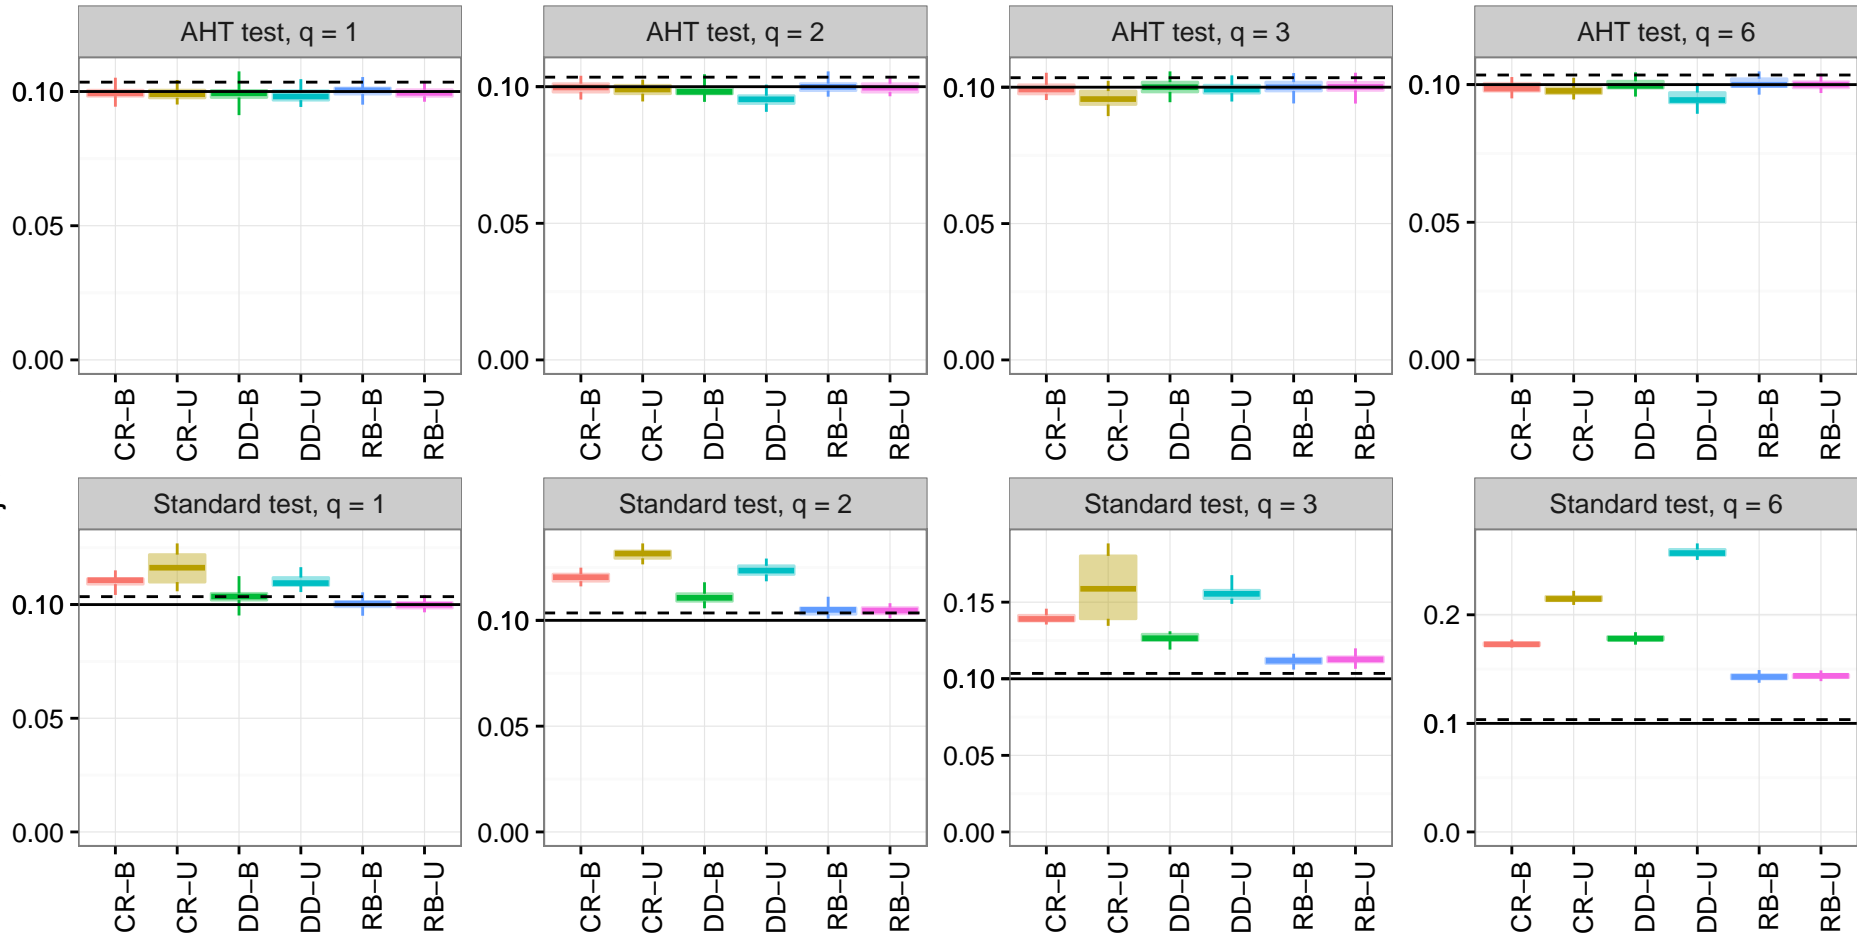 AHT test, q = 1
AHT test, q = 2
AHT test, q = 3
AHT test, q = 6
0.10
0.05
0.00
0.10
0.05
0.00
0.10
0.05
0.00
0.10
0.05
0.00
CR−B
CR−U
DD−B
DD−U
RB−B
RB−U
CR−B
CR−U
DD−B
DD−U
RB−B
RB−U
CR−B
CR−U
DD−B
DD−U
RB−B
RB−U
CR−B
CR−U
DD−B
DD−U
RB−B
RB−U
Standard test, q = 1
Standard test, q = 2
Standard test, q = 3
Standard test, q = 6
0.10
0.05
0.00
0.10
0.05
0.00
0.15
0.10
0.05
0.00
0.2
0.1
0.0
CR−B
CR−U
DD−B
DD−U
RB−B
RB−U
CR−B
CR−U
DD−B
DD−U
RB−B
RB−U
CR−B
CR−U
DD−B
DD−U
RB−B
RB−U
CR−B
CR−U
DD−B
DD−U
RB−B
RB−U